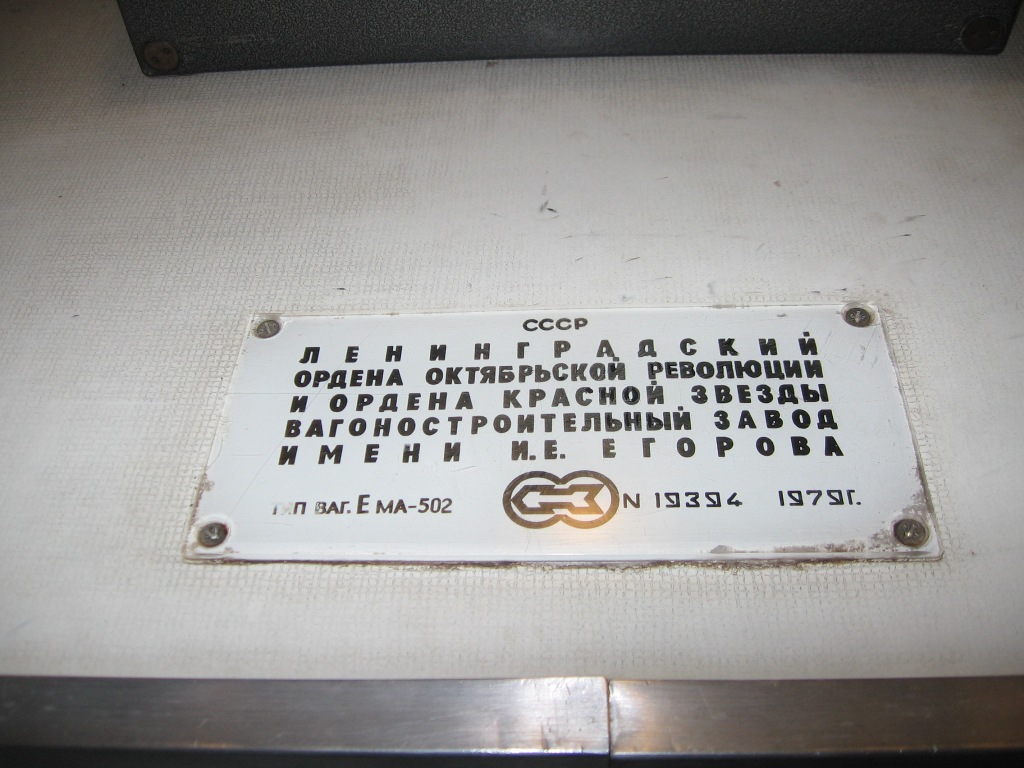 СССР
ЛЕНИНГРАДСКИЙ
ОРДЕНА ОКТЯБРЬСКОЙ РЕВОЛЮЦИИ
И ОРДЕНА КРАСНОЙ ЗВЕЗДЫ
ВАГОНОСТРОИТЕЛЬНЫЙ ЗАВОД
ИМЕНИ И.Е. ЕГОРОВА
ТИП ВАГ. Е МА-502 N 19394 1979Г.